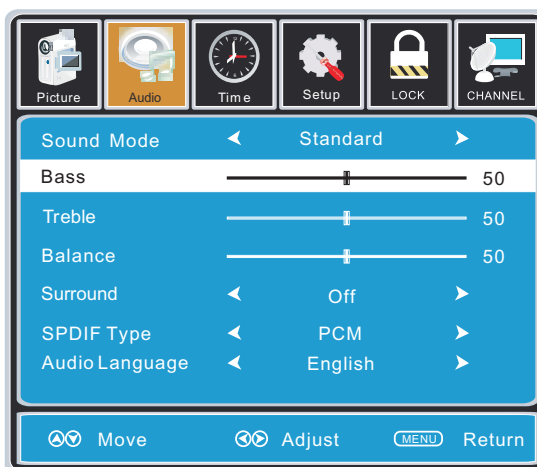 Picture Audio Time Setup LOCK CHANNEL
Sound Mode Standard
Bass 50
Treble 50
Balance 50
Surround Off
SPDIF Type PCM
Audio Language English
Move Adjust MENU Return